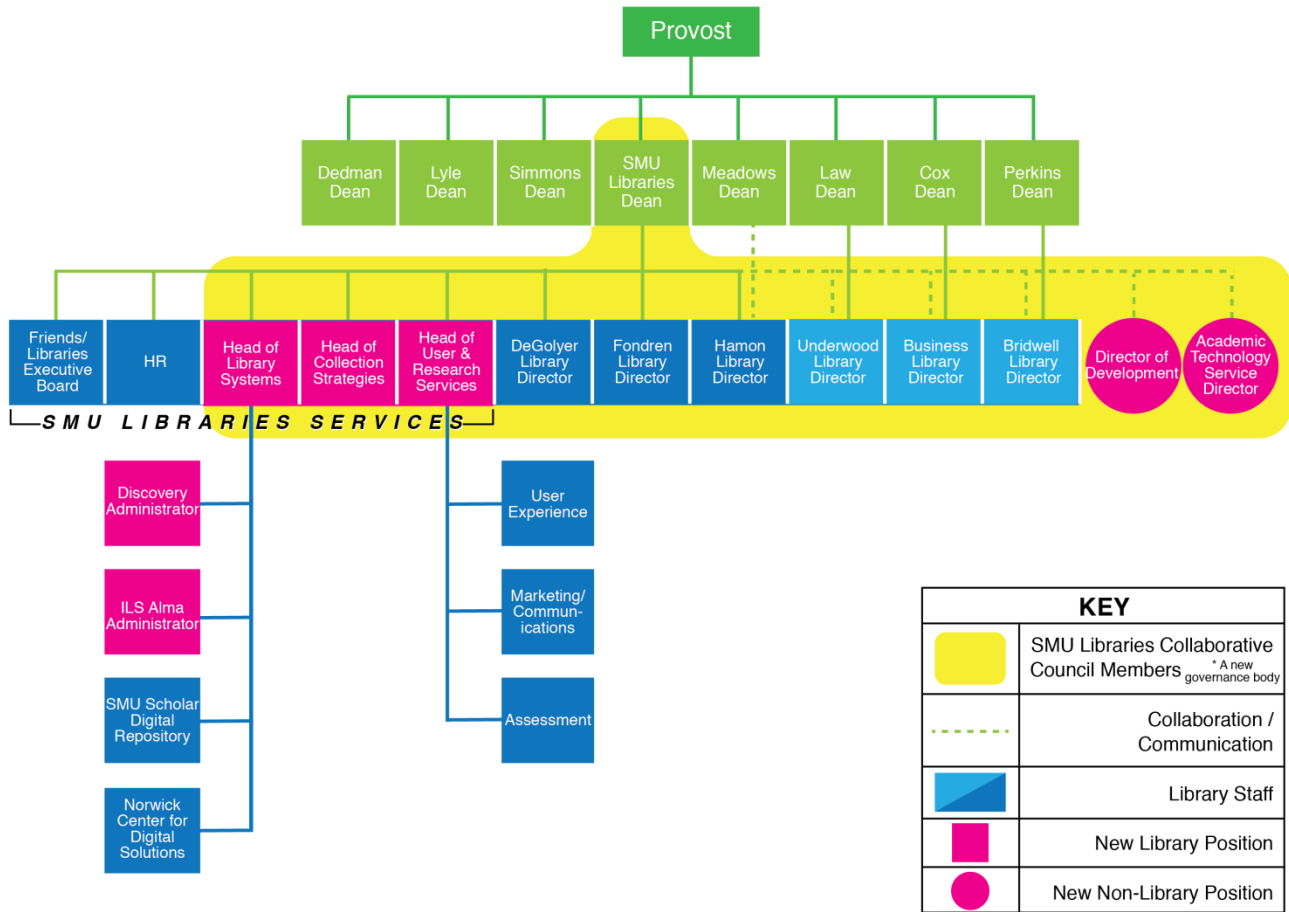 Provost
Dedman
Dean
Lyle
Dean
Simmons
Dean
SMU
Libraries
Dean
Meadows
Dean
Law
Dean
Cox
Dean
Perkins
Dean
Friends/
Libraries
Executive
Board
HR
Head of
Library
Systems
Head of
Collection
Strategies
Head of
User &
Research
Services
DeGolyer
Library
Director
Fondren
Library
Director
Hamon
Library
Director
Underwood
Library
Director
Business
Library
Director
Bridwell
Library
Director
Director of
Development
Academic
Technology
Service
Director
SMU LIBRARIES SERVICES
Discovery
Administrator
ILS Alma
Administrator
SMU Scholar
Digital
Repository
Norwick
Center for
Digital
Solutions
User
Experience
Marketing/
Commun-
ications
Assessment
KEY
SMU Libraries Collaborative
Council Members * A new
governance body
Collaboration /
Communication
Library Staff
New Library Position
New Non-Library Position